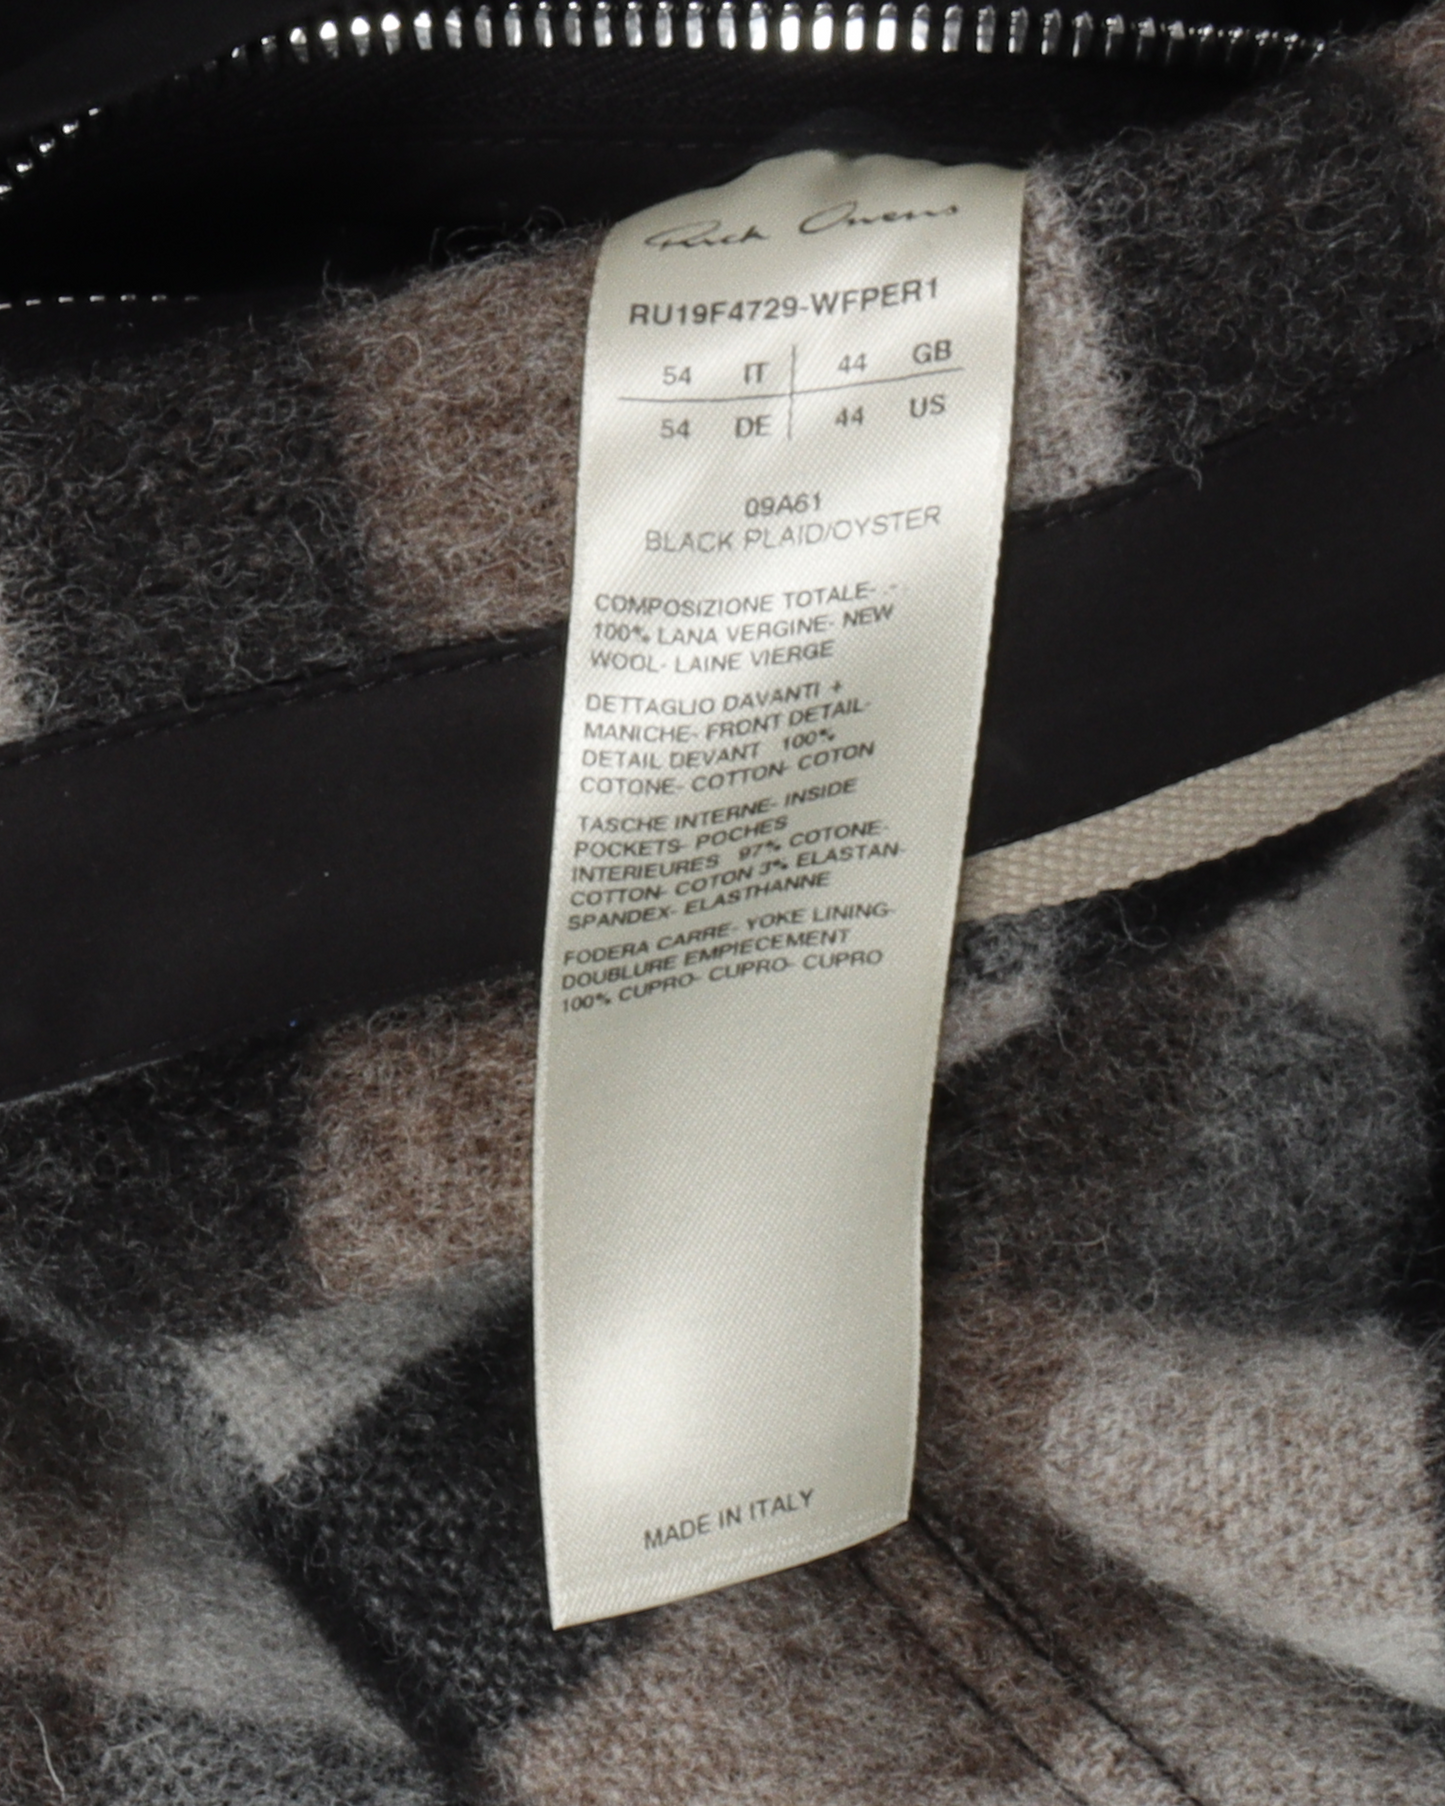 Rick Owens
RU19F4729-WFPER1
54 IT 44 GB
54 DE 44 US
09A61
BLACK PLAID/OYSTER
COMPOSIZIONE TOTALE- .-
100% LANA VERGINE- NEW
WOOL- LAINE VIERGE
DETTAGLIO DAVANTI +
MANICHE- FRONT DETAIL-
DETAIL DEVANT 100%
COTONE- COTTON- COTON
TASCHE INTERNE- INSIDE
POCKETS- POCHES
INTERIEURES 97% COTONE-
COTTON- COTON 3% ELASTAN-
SPANDEX- ELASTHANNE
FODERA CARRE- YOKE LINING-
DOUBLURE EMPIECEMENT
100% CUPRO- CUPRO- CUPRO
MADE IN ITALY